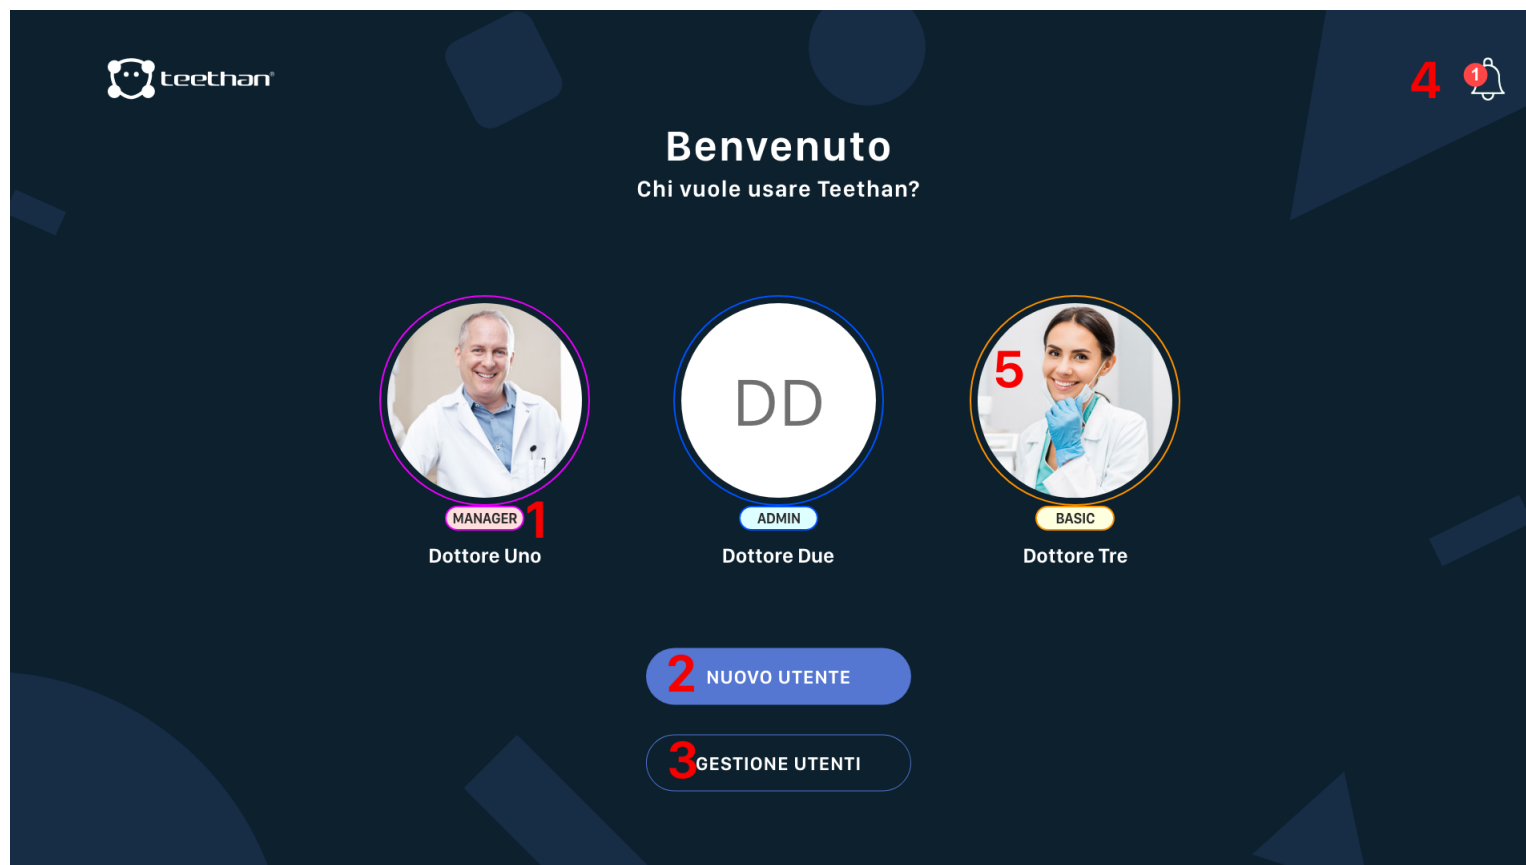 teethan®
4
1
Benvenuto
Chi vuole usare Teethan?
DD
5
MANAGER 1
ADMIN
BASIC
Dottore Uno
Dottore Due
Dottore Tre
2 NUOVO UTENTE
3 GESTIONE UTENTI